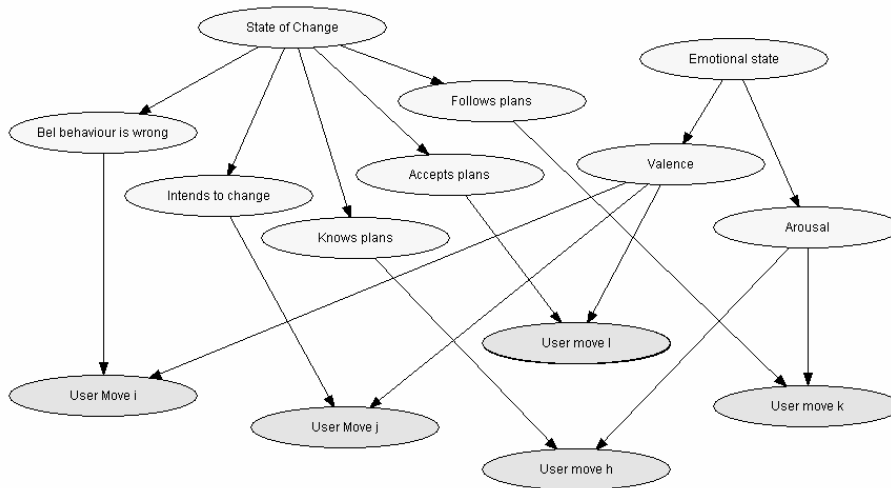 State of Change
Emotional state
Follows plans
Bel behaviour is wrong
Valence
Accepts plans
Intends to change
Arousal
Knows plans
User move l
User Move i
User move k
User Move j
User move h